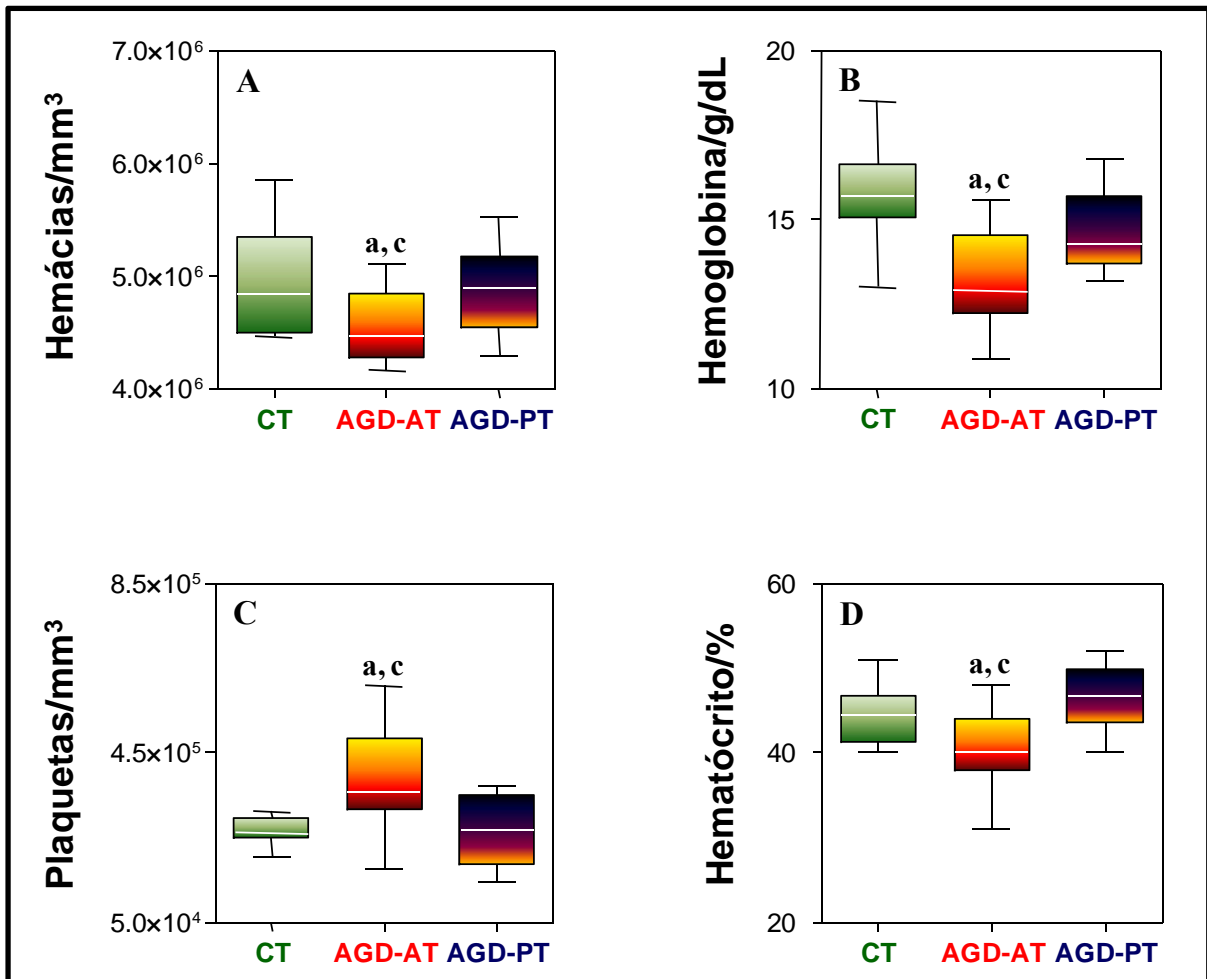 A
Hemácias/mm³
7.0×10⁶
6.0×10⁶
5.0×10⁶
4.0×10⁶
a, c
CT AGD-AT AGD-PT
B
Hemoglobina/g/dL
20
15
10
a, c
CT AGD-AT AGD-PT
C
Plaquetas/mm³
8.5×10⁵
4.5×10⁵
5.0×10⁴
a, c
CT AGD-AT AGD-PT
D
Hematócrito/%
60
40
20
a, c
CT AGD-AT AGD-PT